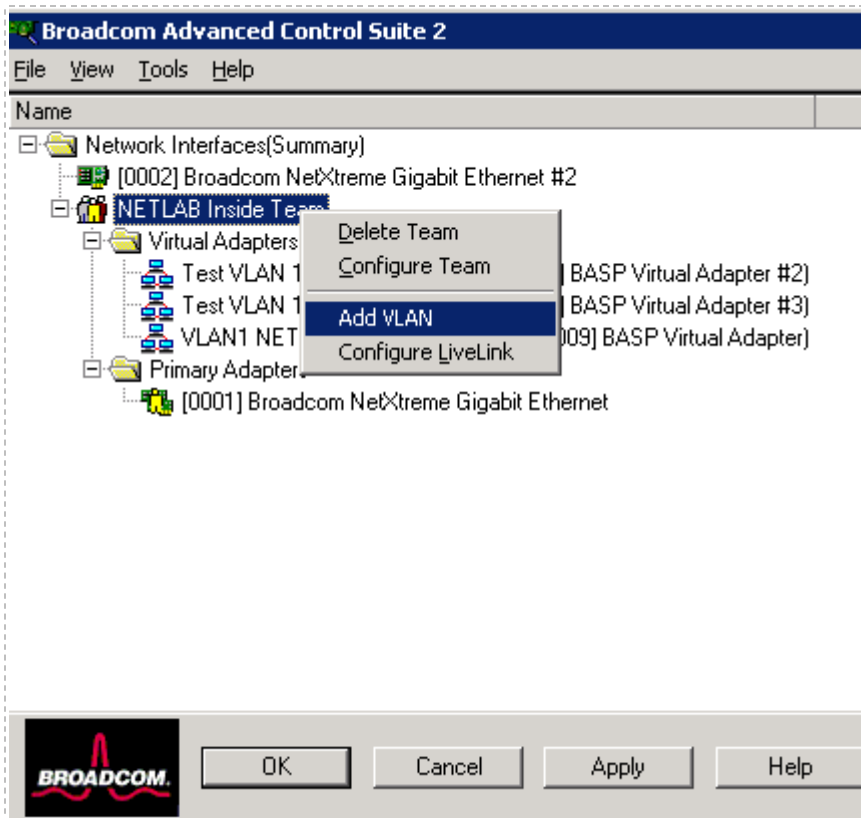 Broadcom Advanced Control Suite 2
File View Tools Help
Name
Network Interfaces(Summary)
[0002] Broadcom NetXtreme Gigabit Ethernet #2
NETLAB Inside Team
Delete Team
Virtual Adapters
Configure Team
Test VLAN 1 ] BASP Virtual Adapter #2)
Test VLAN 1 ] BASP Virtual Adapter #3)
Add VLAN
VLAN1 NET 009] BASP Virtual Adapter)
Configure LiveLink
Primary Adapter
[0001] Broadcom NetXtreme Gigabit Ethernet
BROADCOM.
OK Cancel Apply Help